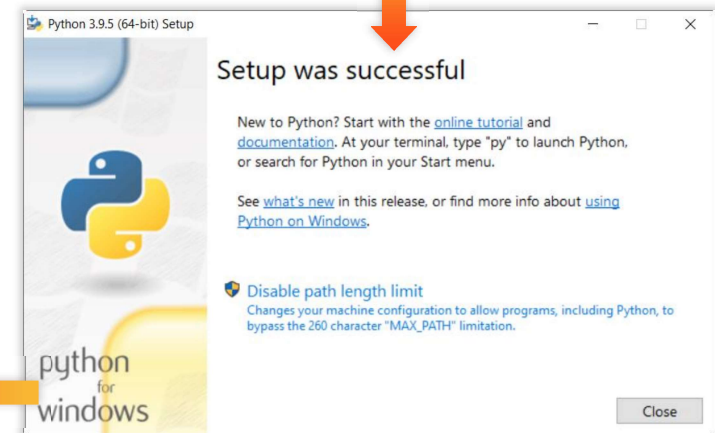 Python 3.9.5 (64-bit) Setup
Setup was successful
New to Python? Start with the online tutorial and
documentation. At your terminal, type "py" to launch Python,
or search for Python in your Start menu.
See what's new in this release, or find more info about using
Python on Windows.
Disable path length limit
Changes your machine configuration to allow programs, including Python, to
bypass the 260 character "MAX_PATH" limitation.
python
for
windows
Close